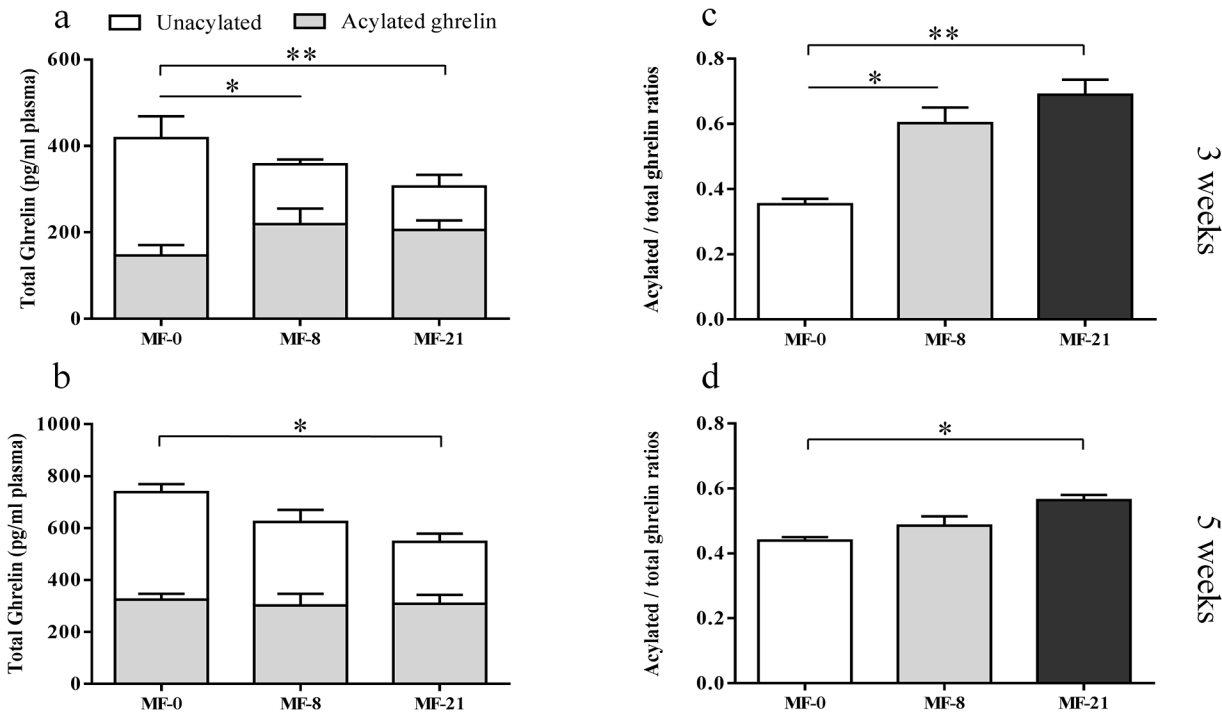 a
Unacylated
Acylated ghrelin
Total Ghrelin (pg/ml plasma)
600
400
200
0
**
*
MF-0
MF-8
MF-21
c
Acylated / total ghrelin ratios
0.8
0.6
0.4
0.2
0.0
**
*
MF-0
MF-8
MF-21
3 weeks
b
Total Ghrelin (pg/ml plasma)
1000
800
600
400
200
0
*
MF-0
MF-8
MF-21
d
Acylated / total ghrelin ratios
0.8
0.6
0.4
0.2
0.0
*
MF-0
MF-8
MF-21
5 weeks